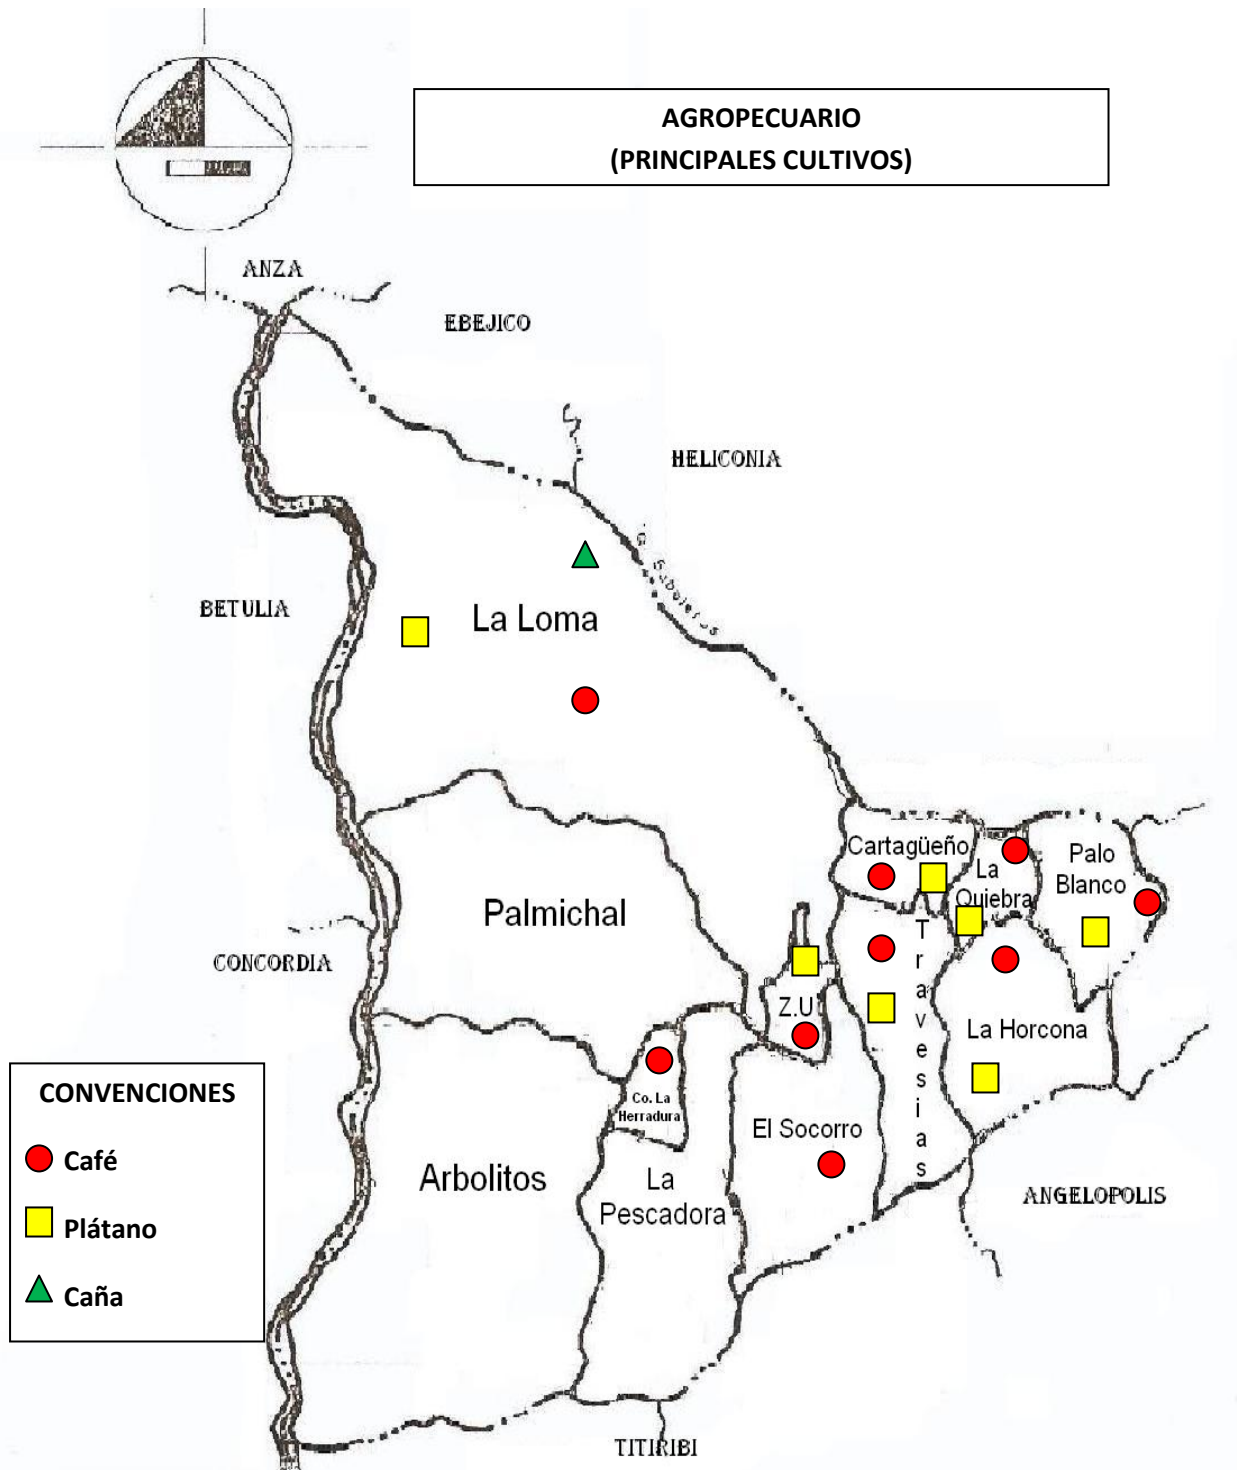 AGROPECUARIO
(PRINCIPALES CULTIVOS)
ANZA
EBEJICO
HELICONIA
BETULIA
La Loma
Cartagüeño
La
Quiebra
Palo
Blanco
Palmichal
Travesias
CONCORDIA
Z.U
La Horcona
CONVENCIONES
Café
Plátano
Caña
Co. La
Herradura
El Socorro
Arbolitos
La
Pescadora
ANGELOPOLIS
TITIRIBI